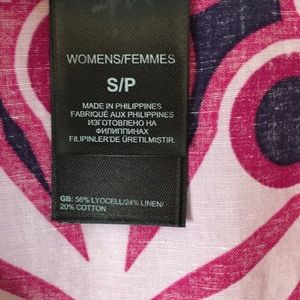 WOMENS/FEMMES
S/P
MADE IN PHILIPPINES
FABRIQUÉ AUX PHILIPPINES
ИЗГОТОВЛЕНО НА
ФИЛИППИНАХ
FILIPINLER'DE ÜRETILMISTIR.
GB: 56% LYOCELL/24% LINEN/
20% COTTON